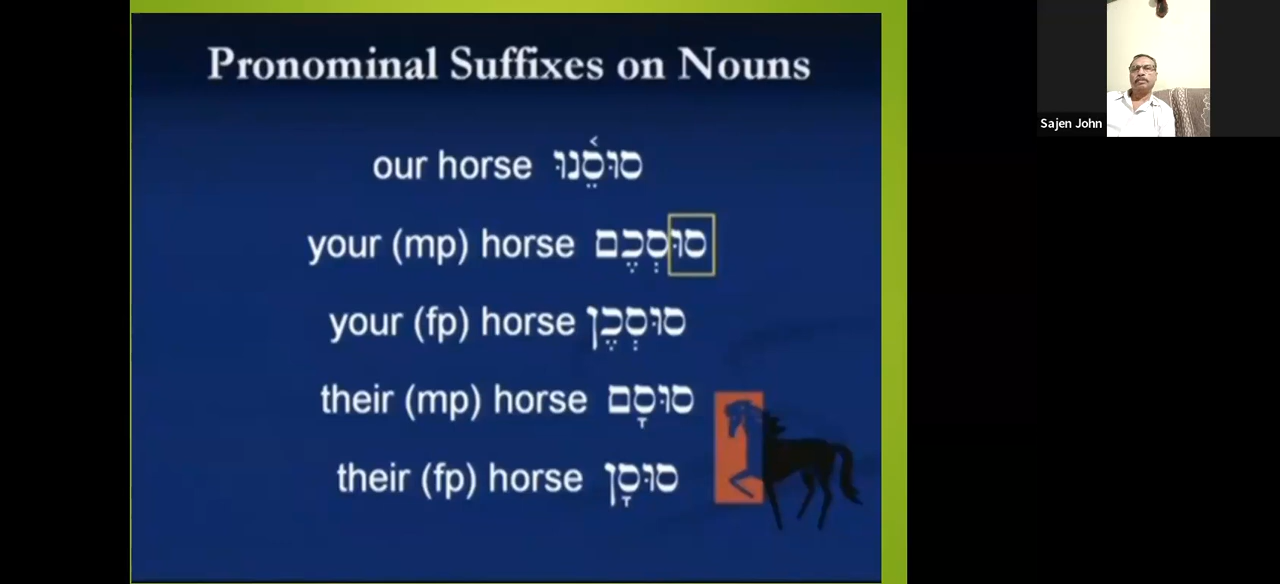 Pronominal Suffixes on Nouns
our horse סוּסֵ֫נוּ
your (mp) horse סוּסְכֶם
your (fp) horse סוּסְכֶן
their (mp) horse סוּסָם
their (fp) horse סוּסָן
Sajen John